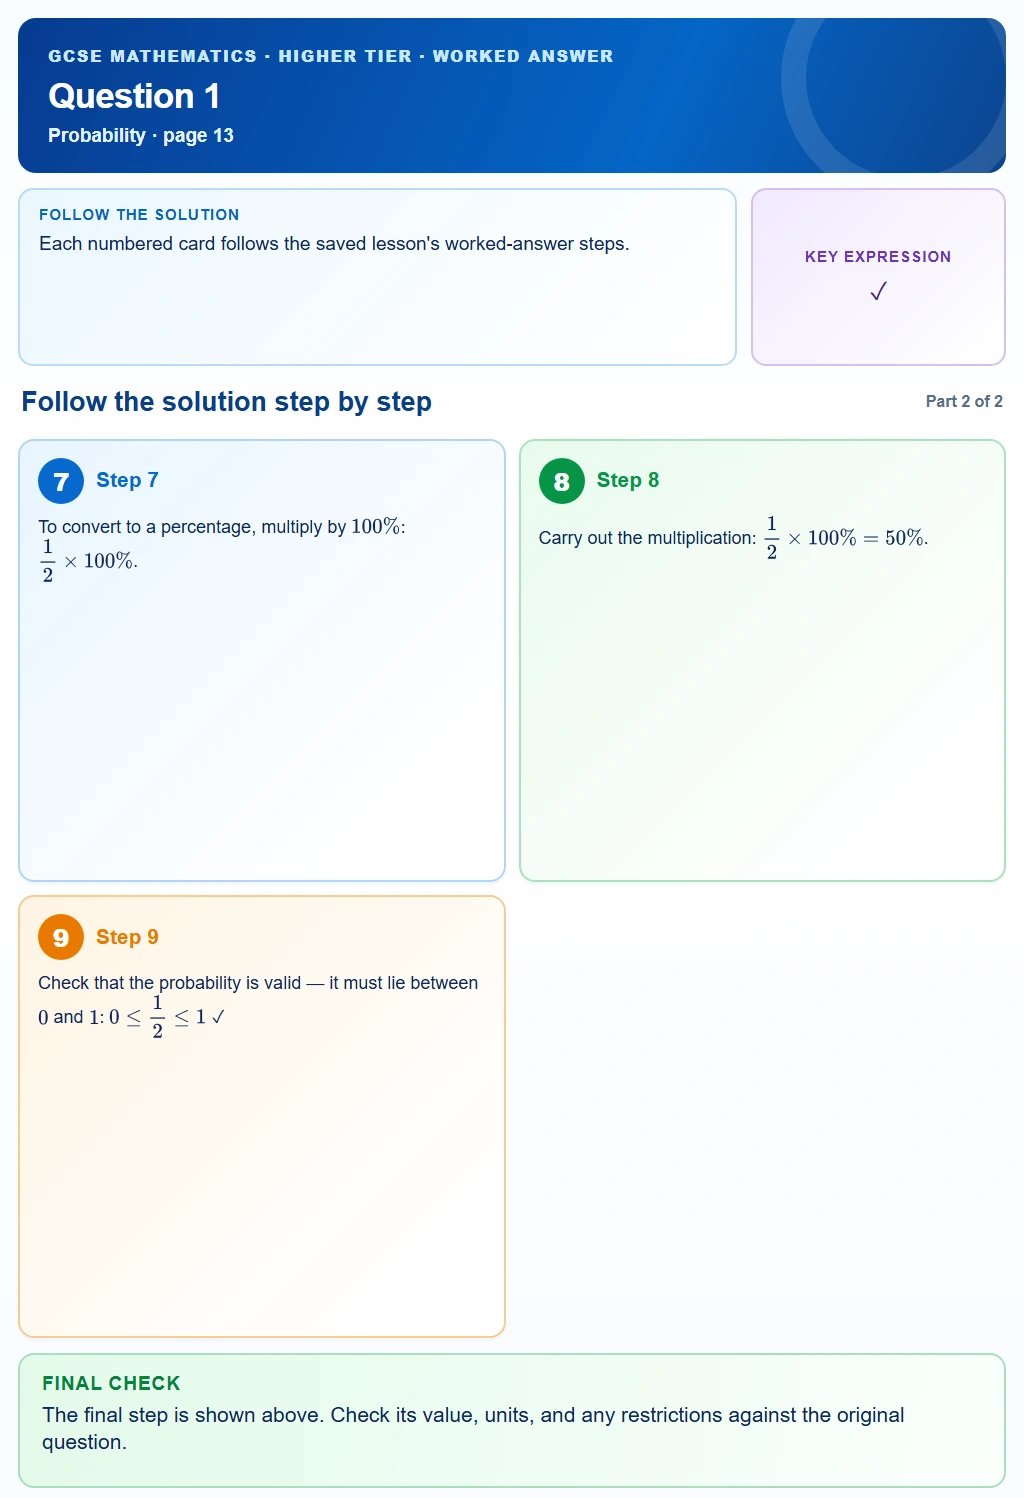 GCSE MATHEMATICS · HIGHER TIER · WORKED ANSWER
Question 1
Probability · page 13
FOLLOW THE SOLUTION
Each numbered card follows the saved lesson's worked-answer steps.
KEY EXPRESSION
✓
Follow the solution step by step
Part 2 of 2
7 Step 7
To convert to a percentage, multiply by 100%:
1/2 × 100%.
8 Step 8
Carry out the multiplication: 1/2 × 100% = 50%.
9 Step 9
Check that the probability is valid — it must lie between
0 and 1: 0 ≤ 1/2 ≤ 1 ✓
FINAL CHECK
The final step is shown above. Check its value, units, and any restrictions against the original
question.